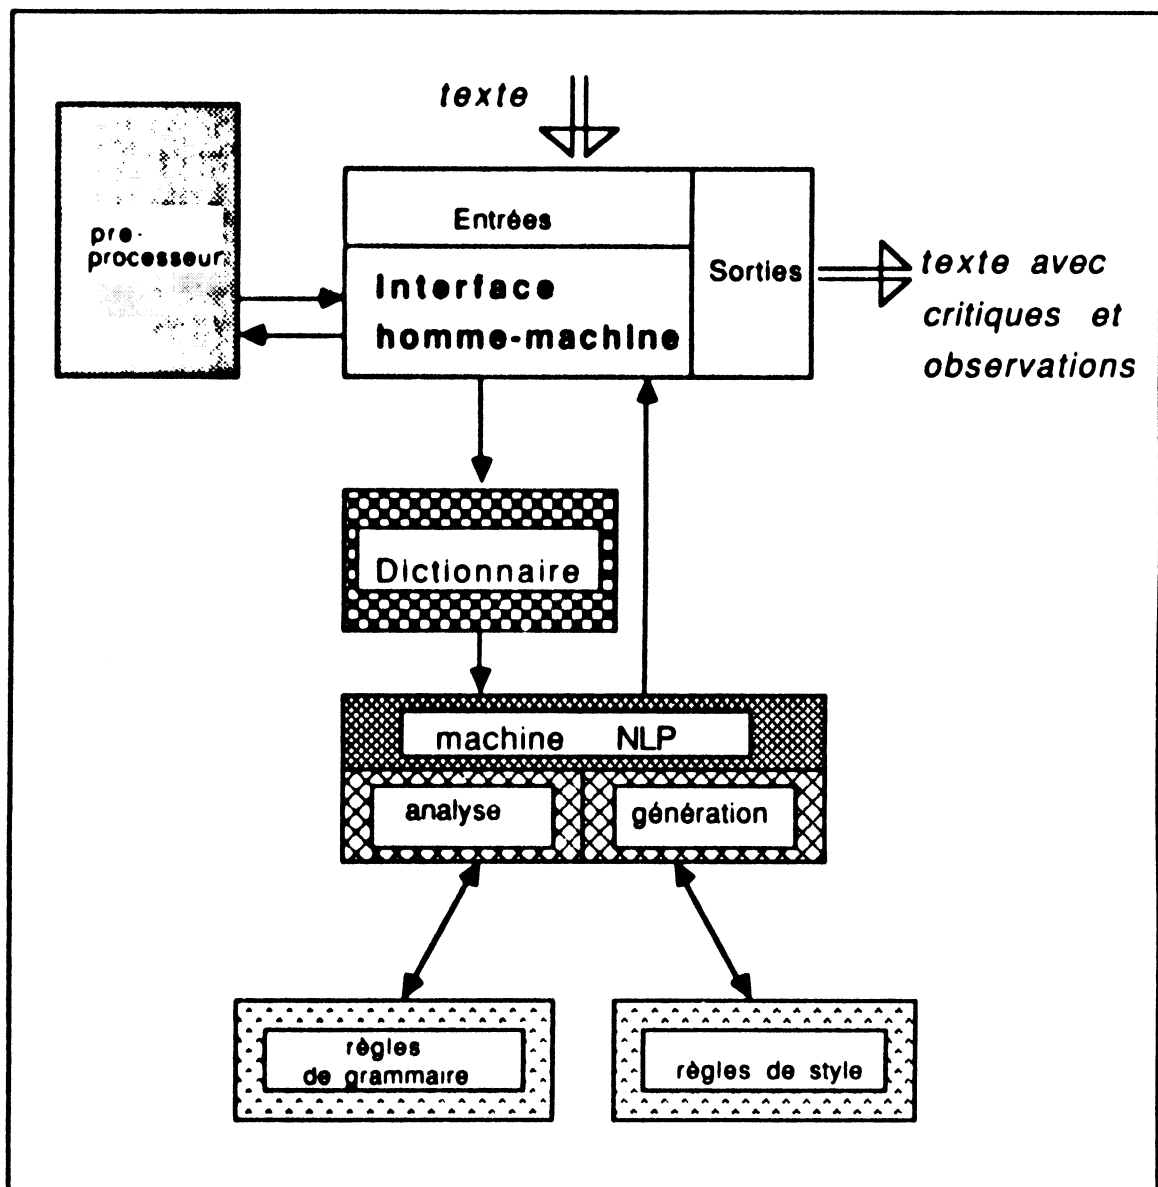 texte
pre-
processeur
Entrées
Interface
homme-machine
Sorties
texte avec
critiques et
observations
Dictionnaire
machine NLP
analyse
génération
règles
de grammaire
règles de style